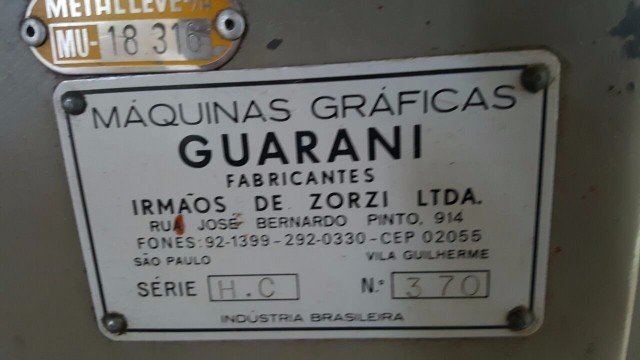 METAL LEVE S/A
MU-18.316
MÁQUINAS GRÁFICAS
GUARANI
FABRICANTES
IRMÃOS DE ZORZI LTDA.
RUA JOSÉ BERNARDO PINTO, 914
FONES: 92-1399-292-0330-CEP 02055
SÃO PAULO VILA GUILHERME
SÉRIE H.C N.º 370
INDÚSTRIA BRASILEIRA